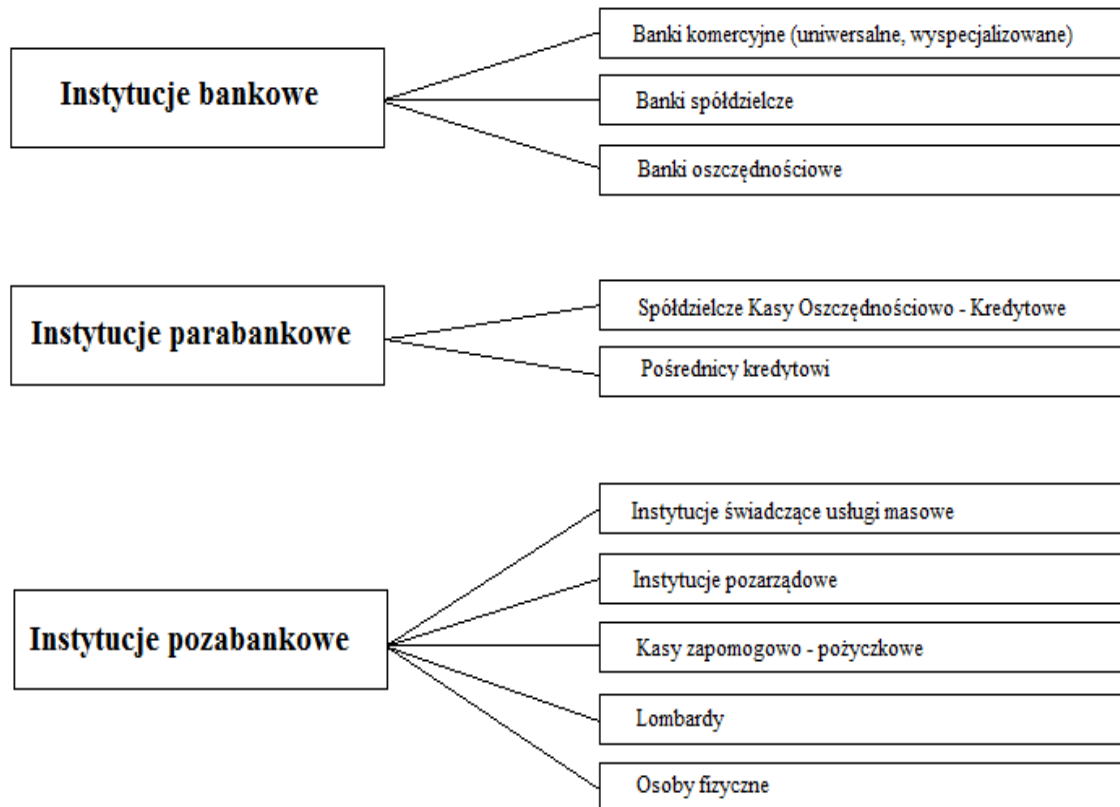 Instytucje bankowe
Banki komercyjne (uniwersalne, wyspecjalizowane)
Banki spółdzielcze
Banki oszczędnościowe
Instytucje parabankowe
Spółdzielcze Kasy Oszczędnościowo - Kredytowe
Pośrednicy kredytowi
Instytucje pozabankowe
Instytucje świadczące usługi masowe
Instytucje pozarządowe
Kasy zapomogowo - pożyczkowe
Lombardy
Osoby fizyczne